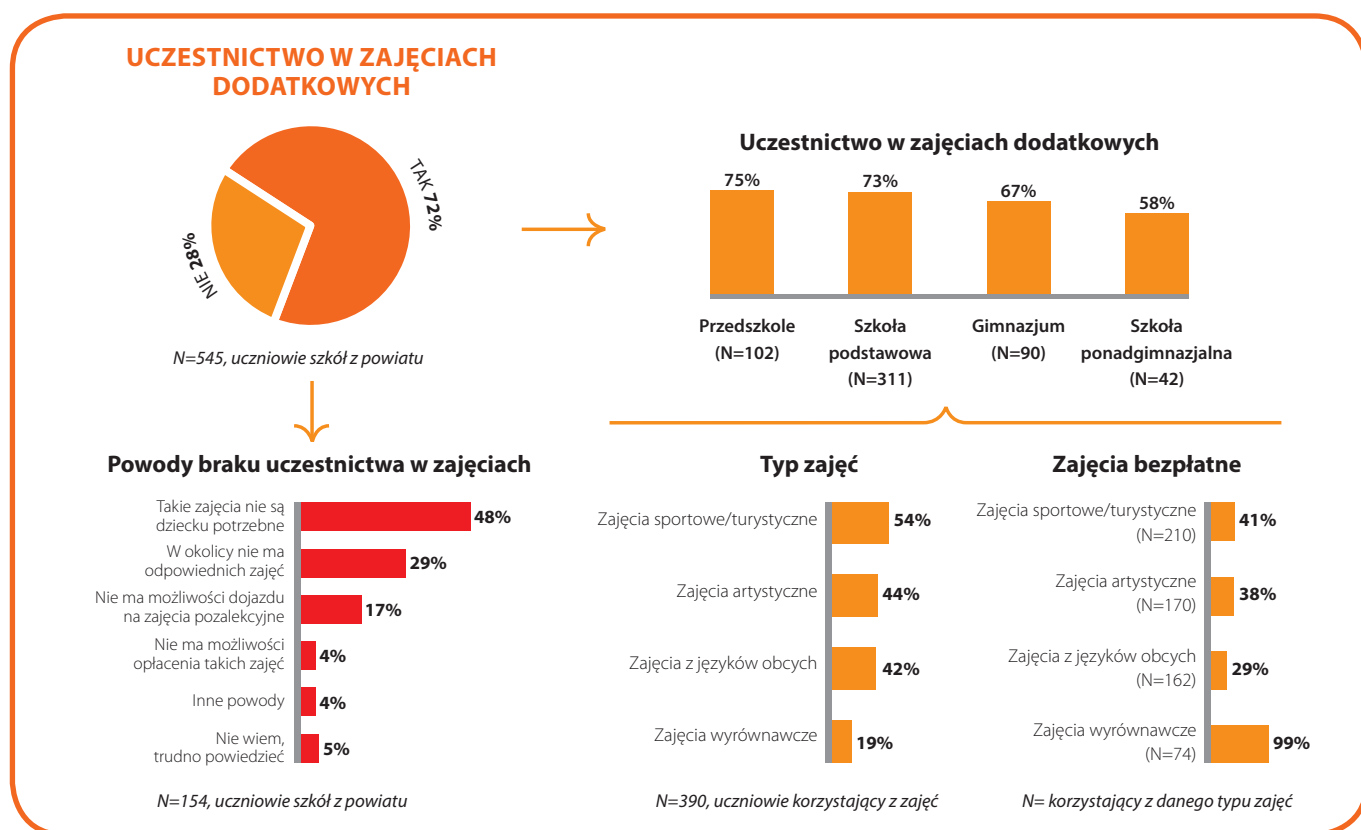 UCZESTNICTWO W ZAJĘCIACH
DODATKOWYCH
TAK 72%
NIE 28%
N=545, uczniowie szkół z powiatu
Uczestnictwo w zajęciach dodatkowych
75%
73%
67%
58%
Przedszkole
(N=102)
Szkoła
podstawowa
(N=311)
Gimnazjum
(N=90)
Szkoła
ponadgimnazjalna
(N=42)
Powody braku uczestnictwa w zajęciach
Takie zajęcia nie są
dziecku potrzebne
48%
W okolicy nie ma
odpowiednich zajęć
29%
Nie ma możliwości dojazdu
na zajęcia pozalekcyjne
17%
Nie ma możliwości
opłacenia takich zajęć
4%
Inne powody
4%
Nie wiem,
trudno powiedzieć
5%
N=154, uczniowie szkół z powiatu
Typ zajęć
Zajęcia sportowe/turystyczne
54%
Zajęcia artystyczne
44%
Zajęcia z języków obcych
42%
Zajęcia wyrównawcze
19%
N=390, uczniowie korzystający z zajęć
Zajęcia bezpłatne
Zajęcia sportowe/turystyczne
(N=210)
41%
Zajęcia artystyczne
(N=170)
38%
Zajęcia z języków obcych
(N=162)
29%
Zajęcia wyrównawcze
(N=74)
99%
N= korzystający z danego typu zajęć